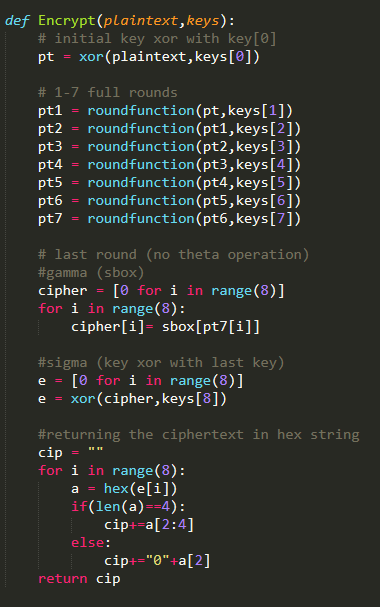 def Encrypt(plaintext,keys):
    # initial key xor with key[0]
    pt = xor(plaintext,keys[0])

    # 1-7 full rounds
    pt1 = roundfunction(pt,keys[1])
    pt2 = roundfunction(pt1,keys[2])
    pt3 = roundfunction(pt2,keys[3])
    pt4 = roundfunction(pt3,keys[4])
    pt5 = roundfunction(pt4,keys[5])
    pt6 = roundfunction(pt5,keys[6])
    pt7 = roundfunction(pt6,keys[7])

    # last round (no theta operation)
    #gamma (sbox)
    cipher = [0 for i in range(8)]
    for i in range(8):
        cipher[i]= sbox[pt7[i]]

    #sigma (key xor with last key)
    e = [0 for i in range(8)]
    e = xor(cipher,keys[8])

    #returning the ciphertext in hex string
    cip = ""
    for i in range(8):
        a = hex(e[i])
        if(len(a)==4):
            cip+=a[2:4]
        else:
            cip+="0"+a[2]
    return cip